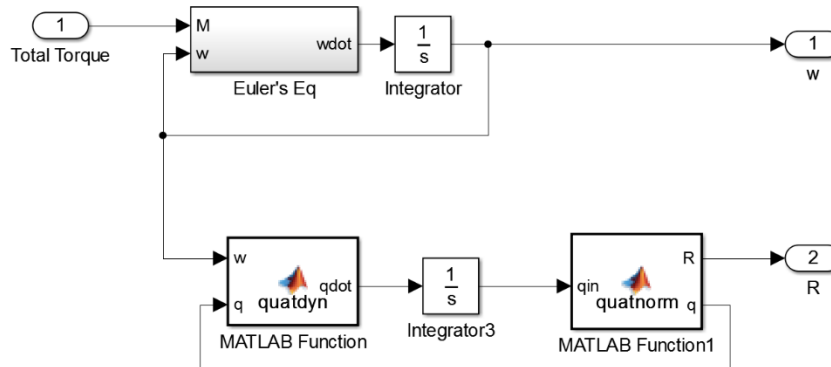 1
Total Torque
M
w
wdot
Euler's Eq
1
s
Integrator
1
w
w
q
quatdyn
qdot
MATLAB Function
1
s
Integrator3
qin
quatnorm
R
q
MATLAB Function1
2
R